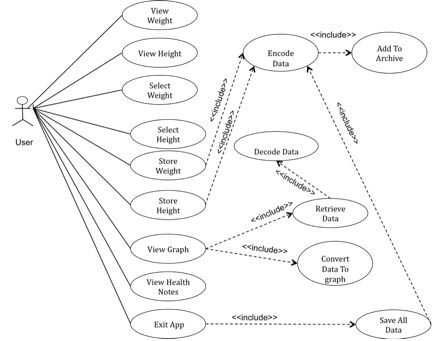 View
Weight
View Height
Select
Weight
User
Select
Height
Store
Weight
Store
Height
View Graph
View Health
Notes
Exit App
<<include>>
<<include>>
Encode
Data
<<include>>
Add To
Archive
<<include>>
Decode Data
<<include>>
Retrieve
Data
<<include>>
<<include>>
Convert
Data To
graph
<<include>>
Save All
Data